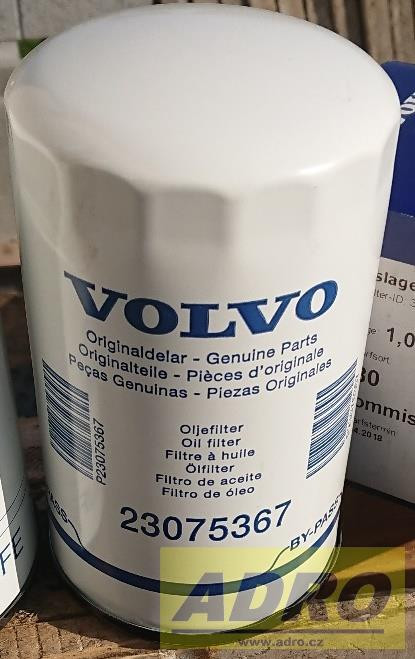 VOLVO
Originaldelar - Genuine Parts
Originalteile - Pièces d'originale
Peças Genuinas - Piezas Originales
Oljefilter
Oil filter
Filtre à huile
Ölfilter
Filtro de aceite
Filtro de óleo
23075367
P23075367
BY-PASS
ADRO
www.adro.cz
slage
1,0
30
ommis
.2018
FE